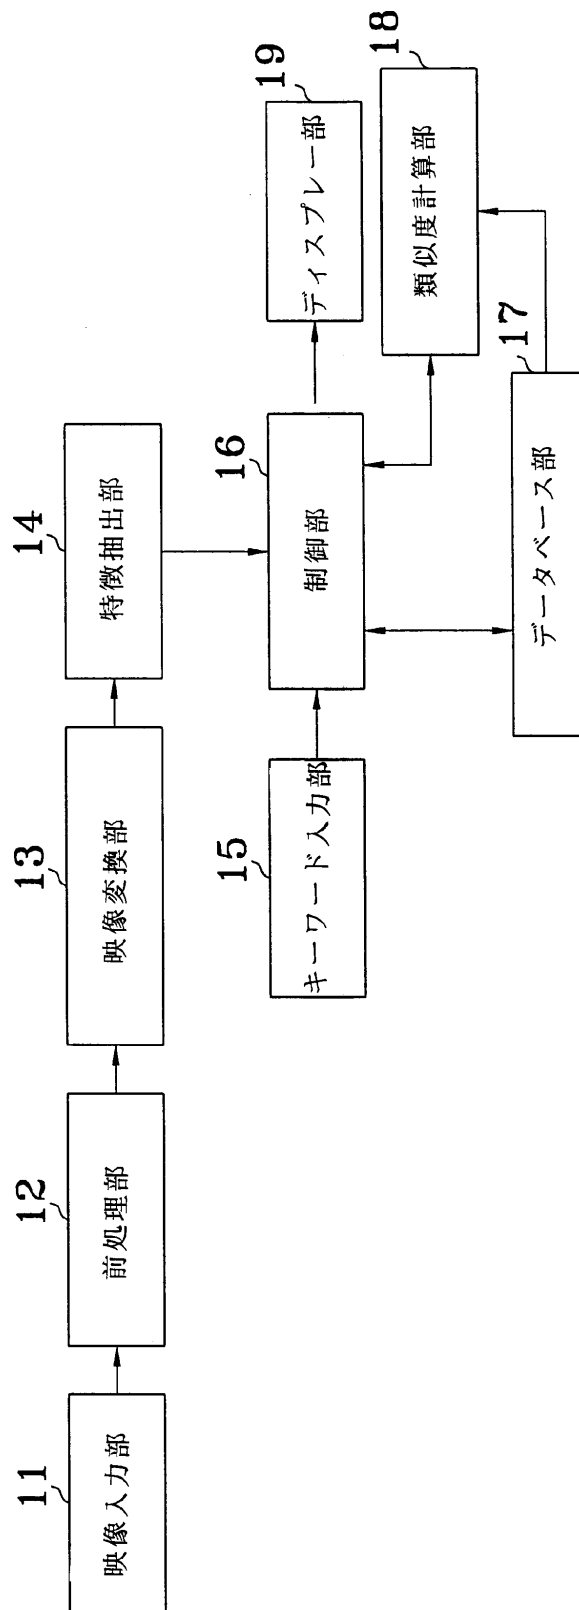 11
映像入力部
12
前処理部
13
映像変換部
14
特徴抽出部
15
キーワード入力部
16
制御部
19
ディスプレー部
18
類似度計算部
17
データベース部